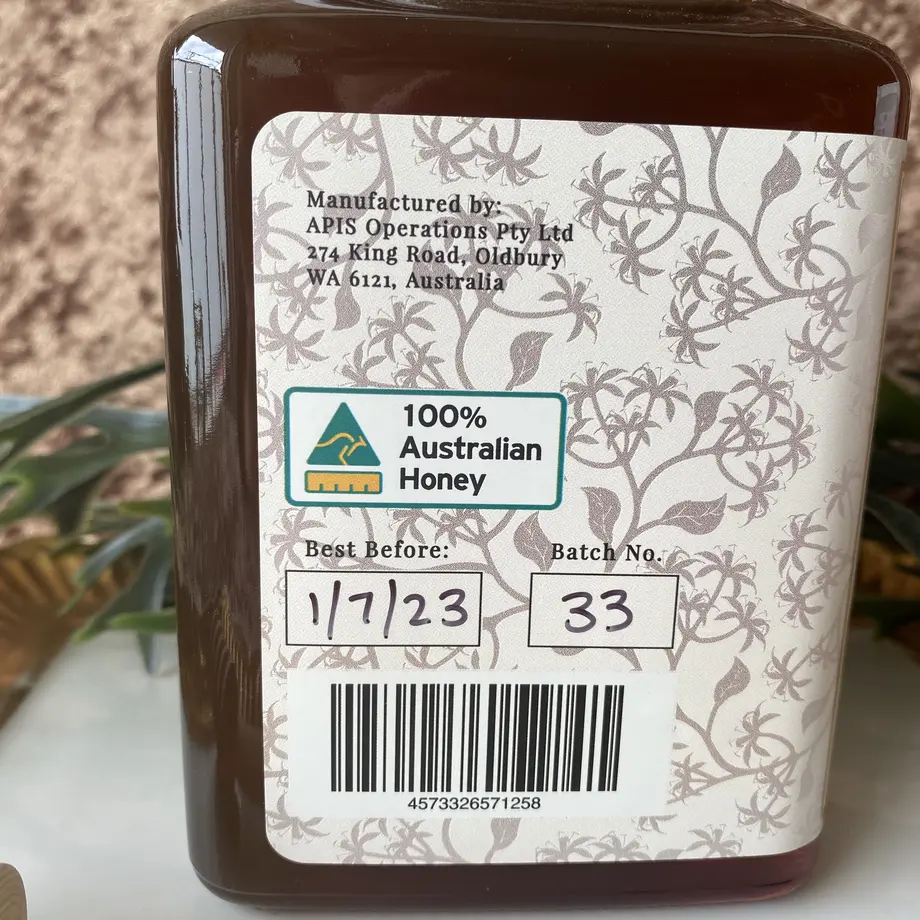 Manufactured by:
APIS Operations Pty Ltd
274 King Road, Oldbury
WA 6121, Australia
100%
Australian
Honey
Best Before: Batch No.
1/7/23 33
4573326571258